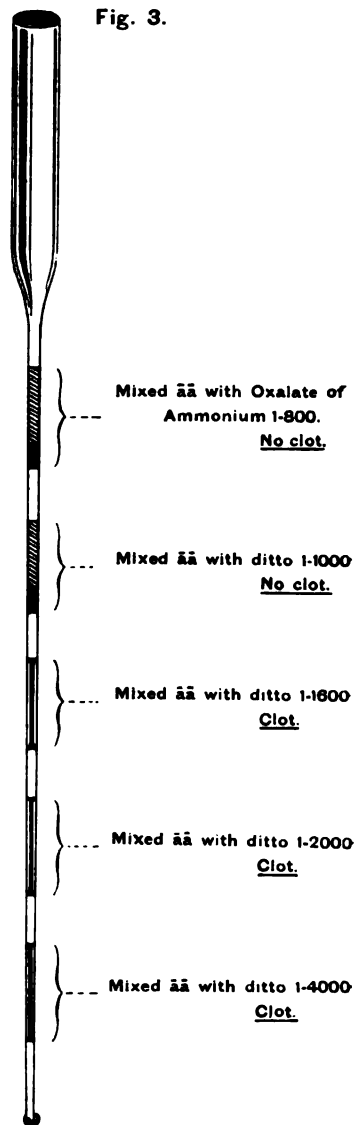 Fig. 3.
Mixed āā with Oxalate of
Ammonium 1-800.
No clot.
Mixed āā with ditto 1-1000
No clot.
Mixed āā with ditto 1-1600
Clot.
Mixed āā with ditto 1-2000
Clot.
Mixed āā with ditto 1-4000
Clot.